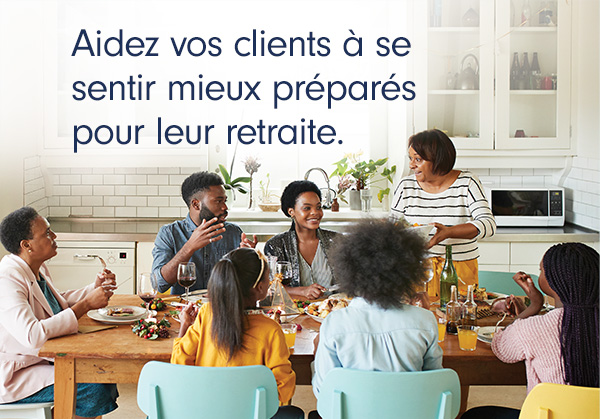 Aidez vos clients à se
sentir mieux préparés
pour leur retraite.